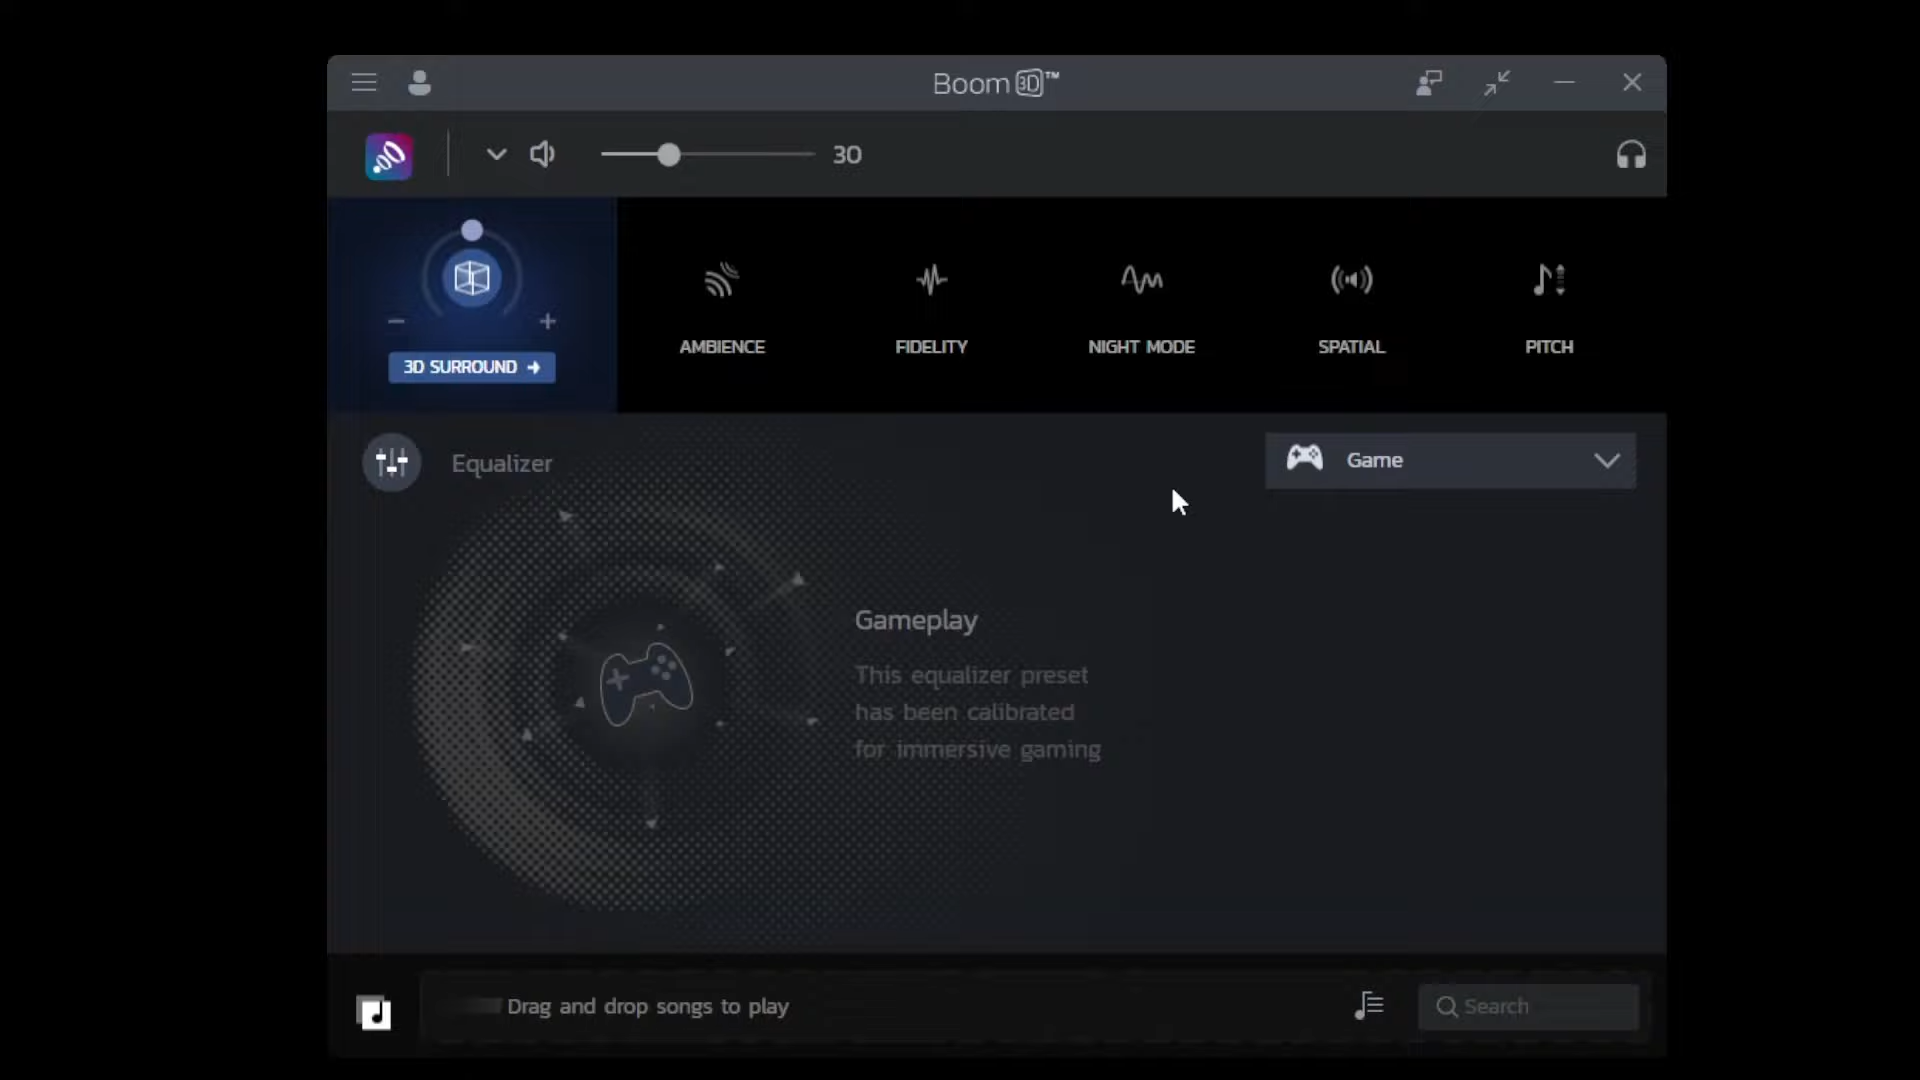 Boom 3D™
30
3D SURROUND
AMBIENCE
FIDELITY
NIGHT MODE
SPATIAL
PITCH
Equalizer
Game
Gameplay
This equalizer preset
has been calibrated
for immersive gaming
Drag and drop songs to play
Search